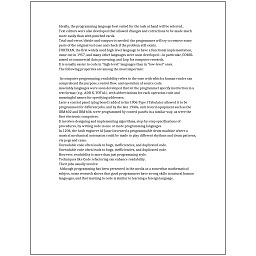 Ideally, the programming language best suited for the task at hand will be selected.
Text editors were also developed that allowed changes and corrections to be made much
more easily than with punched cards.
Trial-and-error/divide-and-conquer is needed: the programmer will try to remove some
parts of the original test case and check if the problem still exists.
FORTRAN, the first widely used high-level language to have a functional implementation,
came out in 1957, and many other languages were soon developed—in particular, COBOL
aimed at commercial data processing, and Lisp for computer research.
It is usually easier to code in "high-level" languages than in "low-level" ones.
The following properties are among the most important:

In computer programming, readability refers to the ease with which a human reader can
comprehend the purpose, control flow, and operation of source code.
Assembly languages were soon developed that let the programmer specify instruction in a
text format (e.g., ADD X, TOTAL), with abbreviations for each operation code and
meaningful names for specifying addresses.
Later a control panel (plug board) added to his 1906 Type I Tabulator allowed it to be
programmed for different jobs, and by the late 1940s, unit record equipment such as the
IBM 602 and IBM 604, were programmed by control panels in a similar way, as were the first
electronic computers.
It involves designing and implementing algorithms, step-by-step specifications of
procedures, by writing code in one or more programming languages.
In 1206, the Arab engineer Al-Jazari invented a programmable drum machine where a
musical mechanical automaton could be made to play different rhythms and drum patterns,
via pegs and cams.
Unreadable code often leads to bugs, inefficiencies, and duplicated code.
Unreadable code often leads to bugs, inefficiencies, and duplicated code.
However, readability is more than just programming style.
Techniques like Code refactoring can enhance readability.
Their jobs usually involve:
Although programming has been presented in the media as a somewhat mathematical
subject, some research shows that good programmers have strong skills in natural human
languages, and that learning to code is similar to learning a foreign language.